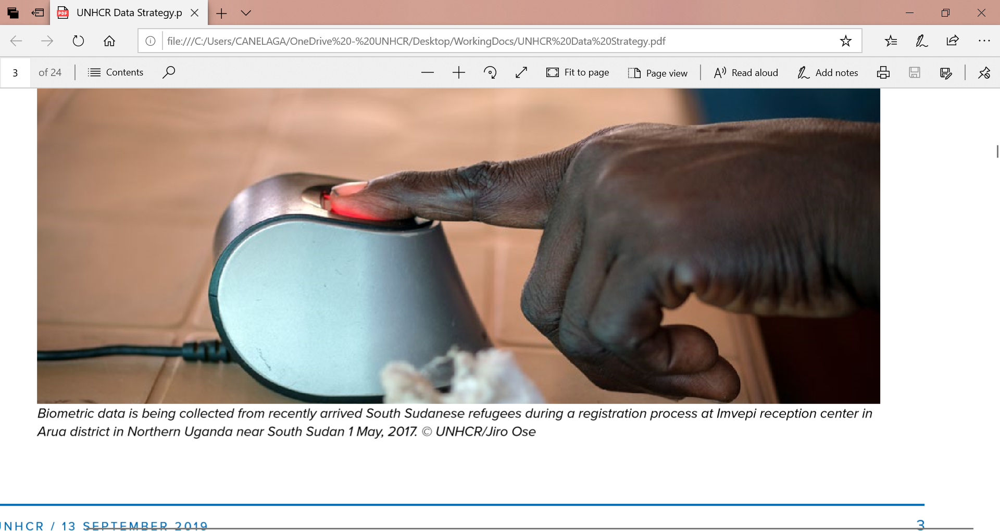 UNHCR Data Strategy.p
file:///C:/Users/CANELAGA/OneDrive%20-%20UNHCR/Desktop/WorkingDocs/UNHCR%20Data%20Strategy.pdf
3 of 24 Contents Fit to page Page view Read aloud Add notes
Biometric data is being collected from recently arrived South Sudanese refugees during a registration process at Imvepi reception center in
Arua district in Northern Uganda near South Sudan 1 May, 2017. © UNHCR/Jiro Ose
UNHCR / 13 SEPTEMBER 2019 3